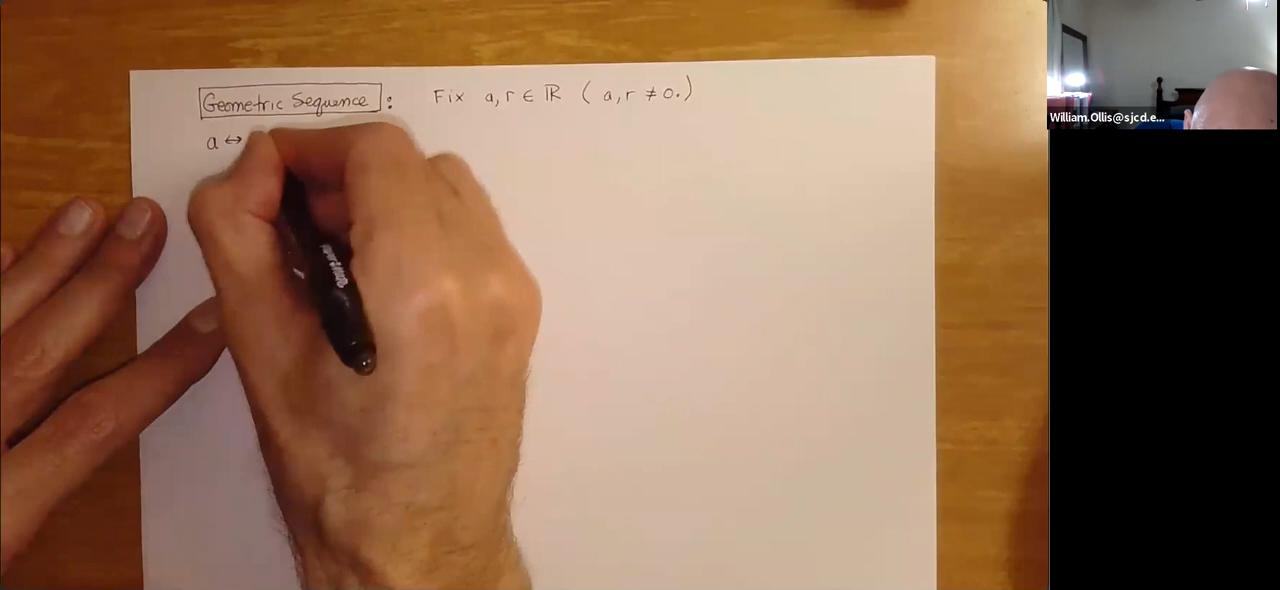 Geometric Sequence : Fix a, r ∈ ℝ ( a, r ≠ 0. )
a ↔
William.Ollis@sjcd.e...